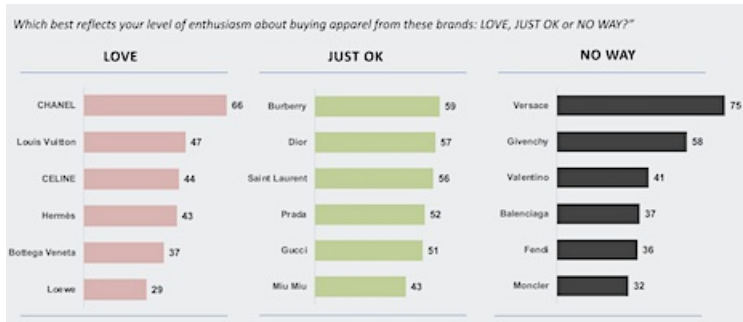 Which best reflects your level of enthusiasm about buying apparel from these brands: LOVE, JUST OK or NO WAY?”
LOVE
CHANEL 66
Louis Vuitton 47
CELINE 44
Hermès 43
Bottega Veneta 37
Loewe 29
JUST OK
Burberry 59
Dior 57
Saint Laurent 56
Prada 52
Gucci 51
Miu Miu 43
NO WAY
Versace 75
Givenchy 58
Valentino 41
Balenciaga 37
Fendi 36
Moncler 32